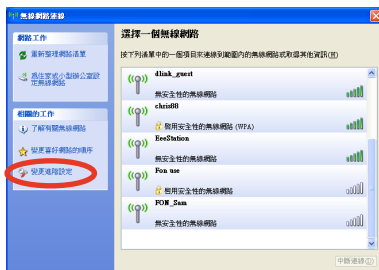 無線網路連線
網路工作
重新整理網路清單
爲住家或小型辦公室設
定無線網路
相關的工作
了解有關無線網路
變更喜好網路的順序
變更進階設定
選擇一個無線網路
按下列清單中的一個項目來連線到範圍內的無線網路或取得其他資訊(H)
dlink_guest
無安全性的無線網路
chris88
啓用安全性的無線網路 (WPA)
EeeStation
無安全性的無線網路
Fon use
啓用安全性的無線網路
FON_Sam
無安全性的無線網路
中斷連線(D)